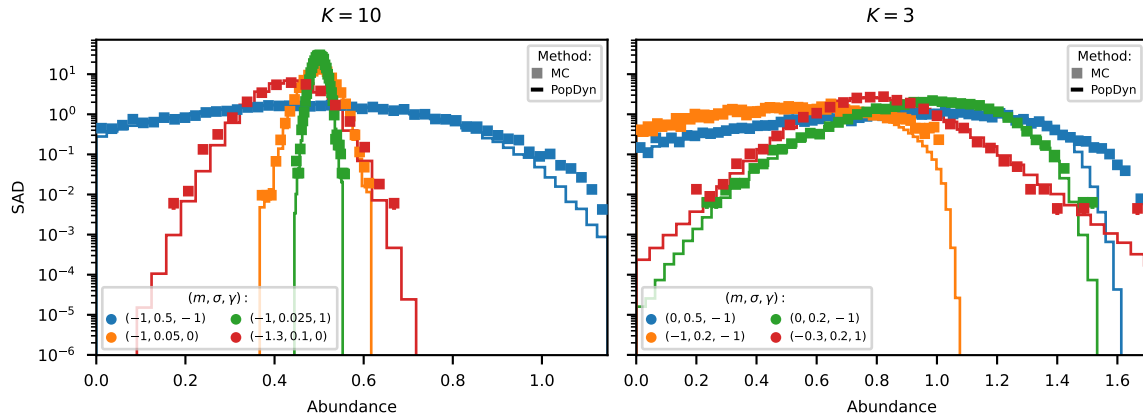 K = 10
K = 3
SAD
10¹
10⁰
10⁻¹
10⁻²
10⁻³
10⁻⁴
10⁻⁵
10⁻⁶
Method:
MC
PopDyn
(m, σ, γ) :
(−1, 0.5, −1)
(−1, 0.025, 1)
(−1, 0.05, 0)
(−1.3, 0.1, 0)
0.0 0.2 0.4 0.6 0.8 1.0
Abundance
Method:
MC
PopDyn
(m, σ, γ) :
(0, 0.5, −1)
(0, 0.2, −1)
(−1, 0.2, −1)
(−0.3, 0.2, 1)
0.0 0.2 0.4 0.6 0.8 1.0 1.2 1.4 1.6
Abundance